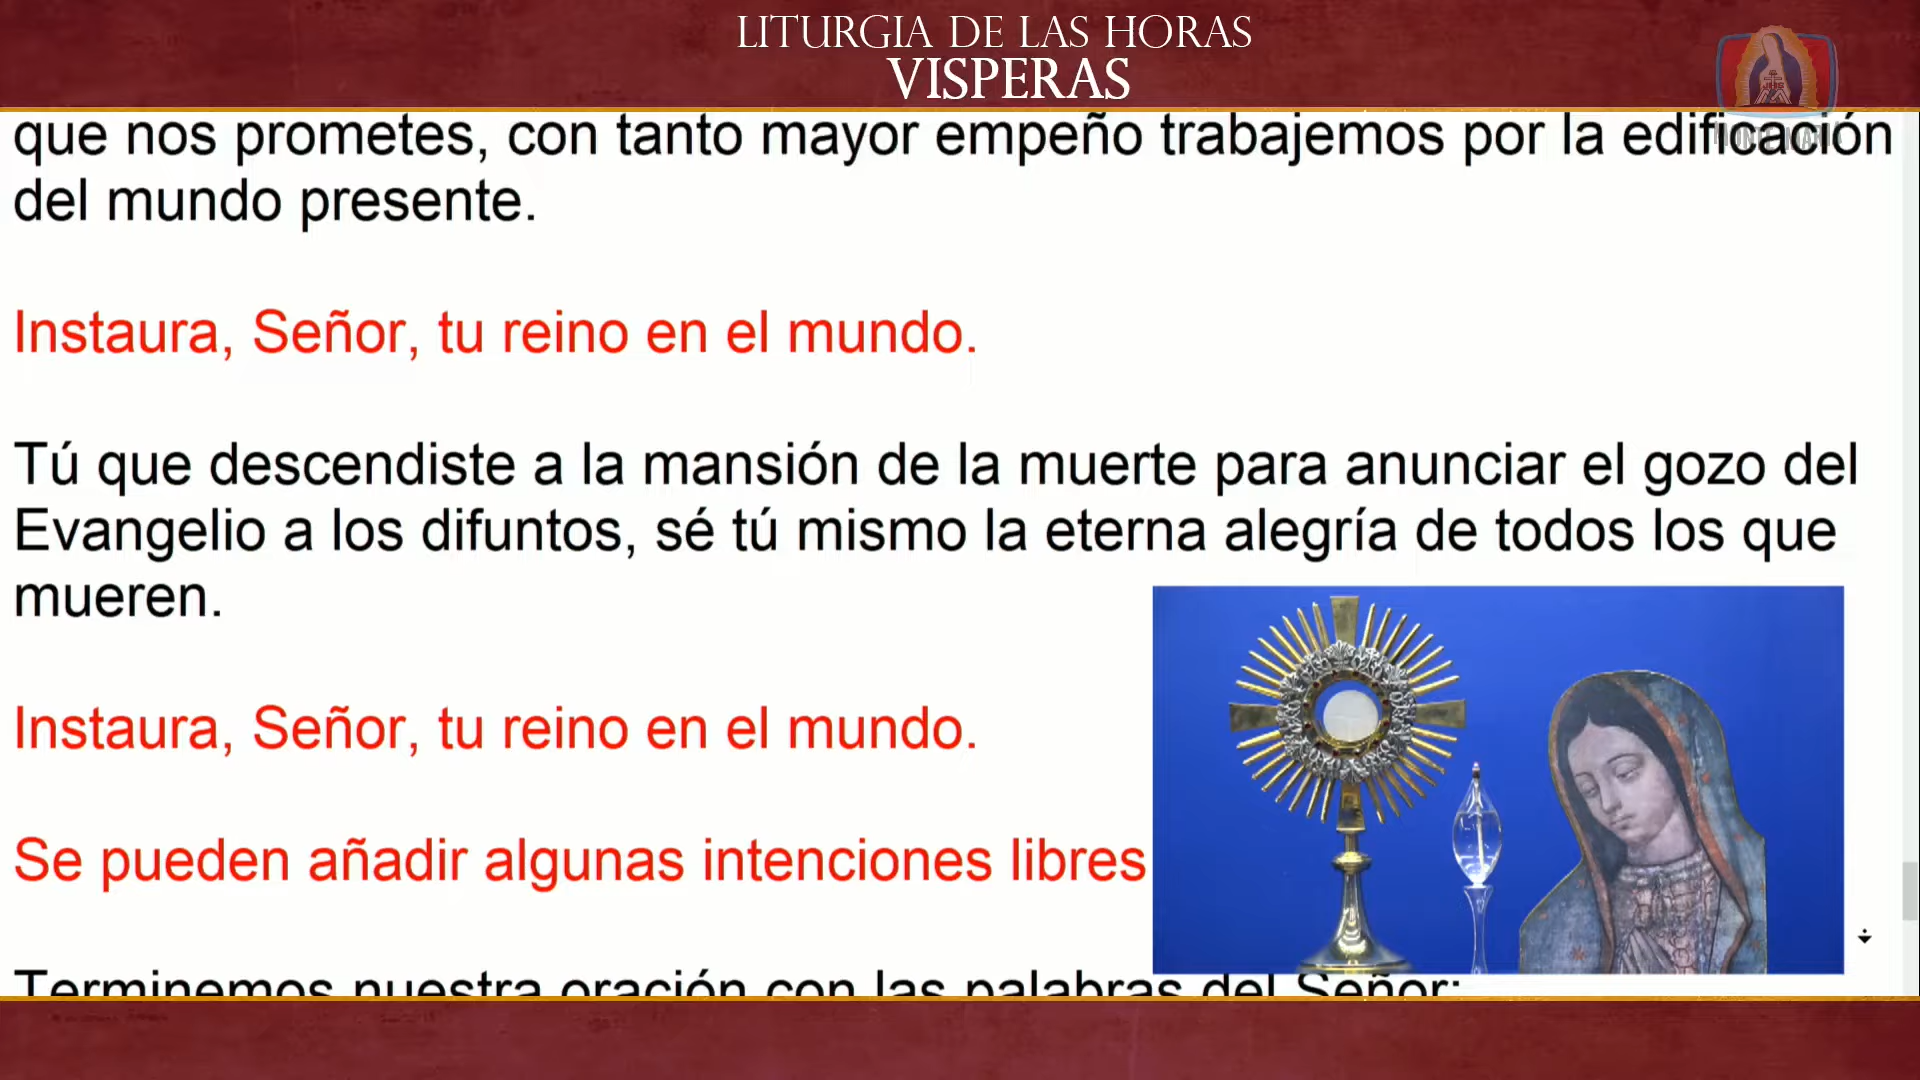 LITURGIA DE LAS HORAS
VISPERAS
que nos prometes, con tanto mayor empeño trabajemos por la edificación
del mundo presente.
Instaura, Señor, tu reino en el mundo.
Tú que descendiste a la mansión de la muerte para anunciar el gozo del
Evangelio a los difuntos, sé tú mismo la eterna alegría de todos los que
mueren.
Instaura, Señor, tu reino en el mundo.
Se pueden añadir algunas intenciones libres
Terminemos nuestra oración con las palabras del Señor:
JHS
MONTE MARIA